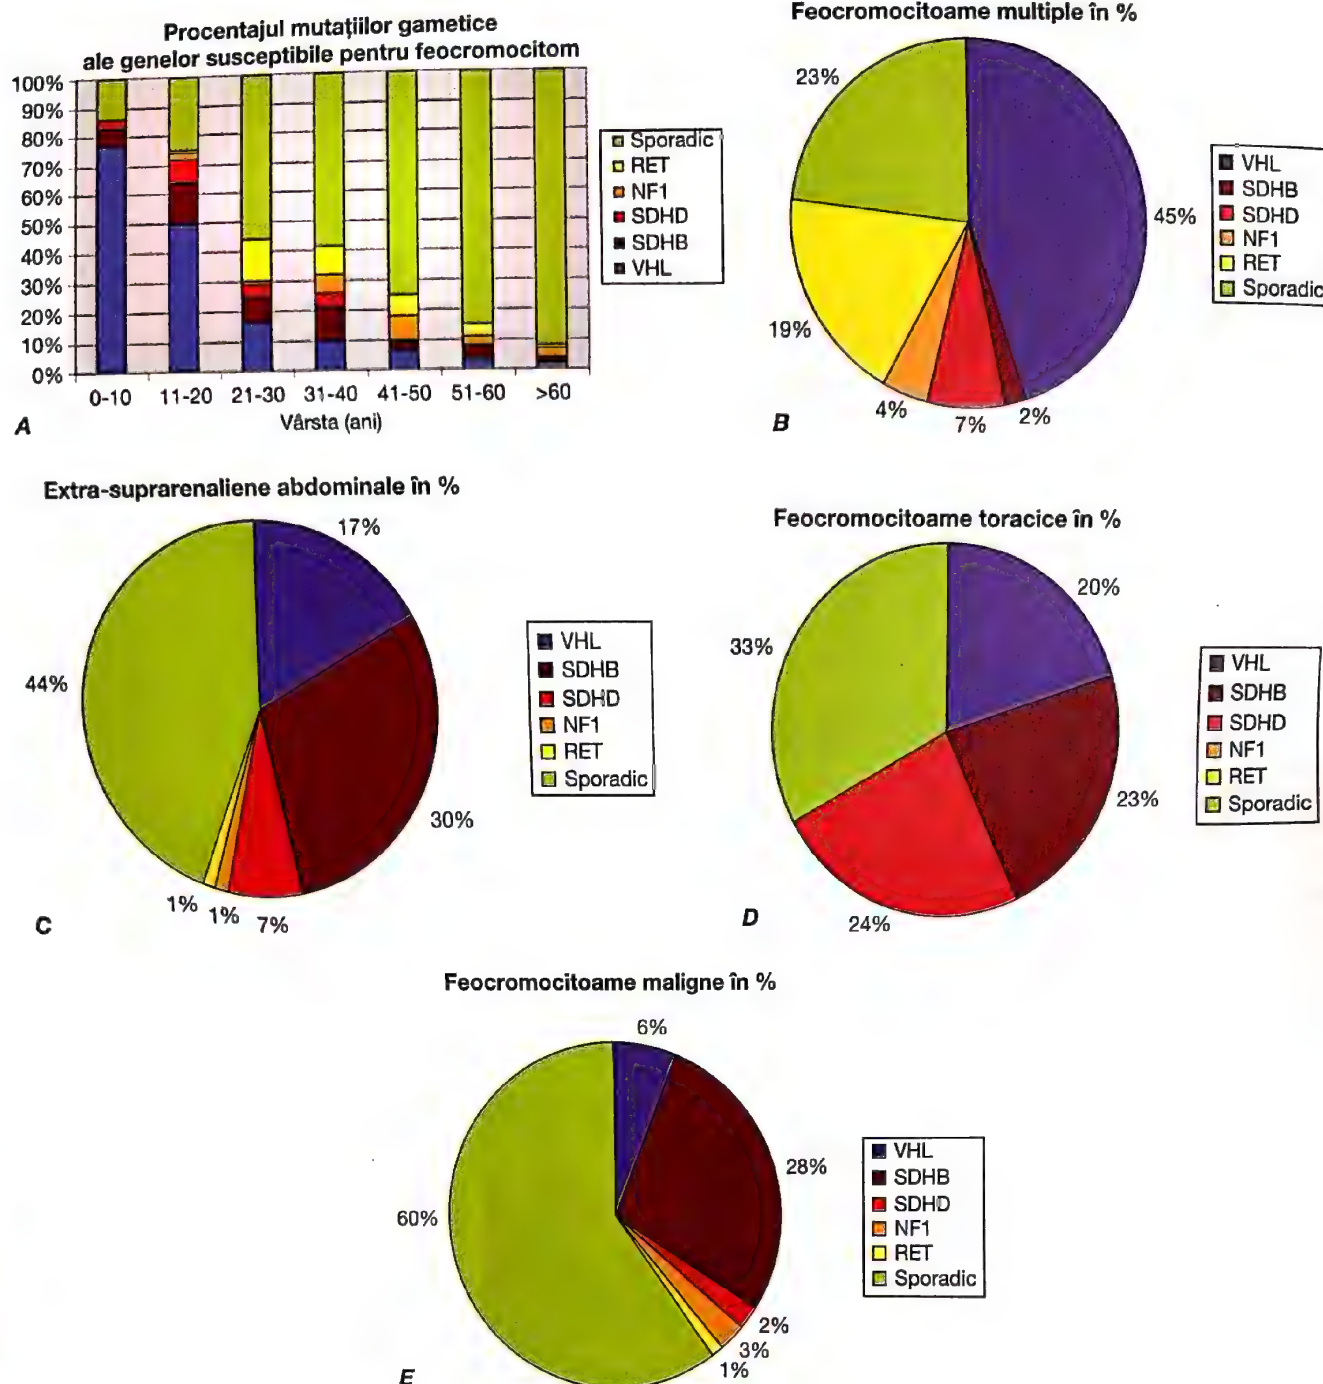 Procentajul mutațiilor gametice
ale genelor susceptibile pentru feocromocitom
100%
90%
80%
70%
60%
50%
40%
30%
20%
10%
0%
0-10 11-20 21-30 31-40 41-50 51-60 >60
Vârsta (ani)
Sporadic
RET
NF1
SDHD
SDHB
VHL
A
Feocromocitoame multiple în %
23%
45%
19%
4%
7%
2%
VHL
SDHB
SDHD
NF1
RET
Sporadic
B
Extra-suprarenaliene abdominale în %
17%
44%
30%
1%
1%
7%
VHL
SDHB
SDHD
NF1
RET
Sporadic
C
Feocromocitoame toracice în %
20%
33%
23%
24%
VHL
SDHB
SDHD
NF1
RET
Sporadic
D
Feocromocitoame maligne în %
6%
28%
60%
2%
3%
1%
VHL
SDHB
SDHD
NF1
RET
Sporadic
E